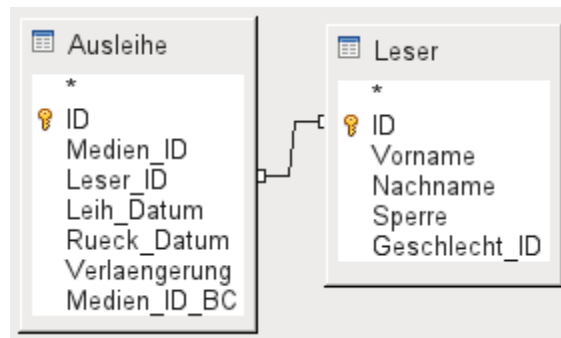 Ausleihe
*
ID
Medien_ID
Leser_ID
Leih_Datum
Rueck_Datum
Verlaengerung
Medien_ID_BC
Leser
*
ID
Vorname
Nachname
Sperre
Geschlecht_ID